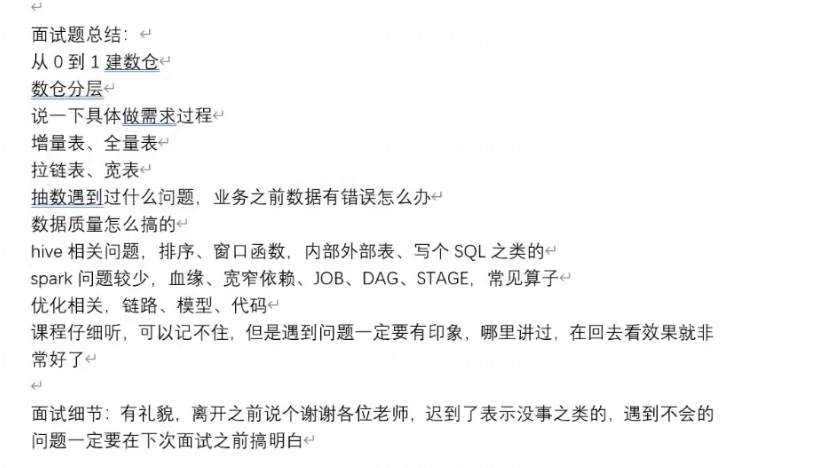 面试题总结：
从 0 到 1 建数仓
数仓分层
说一下具体做需求过程
增量表、全量表
拉链表、宽表
抽数遇到过什么问题，业务之前数据有错误怎么办
数据质量怎么搞的
hive 相关问题，排序、窗口函数，内部外部表、写个 SQL 之类的
spark 问题较少，血缘、宽窄依赖、JOB、DAG、STAGE，常见算子
优化相关，链路、模型、代码
课程仔细听，可以记不住，但是遇到问题一定要有印象，哪里讲过，在回去看效果就非
常好了
面试细节：有礼貌，离开之前说个谢谢各位老师，迟到了表示没事之类的，遇到不会的
问题一定要在下次面试之前搞明白